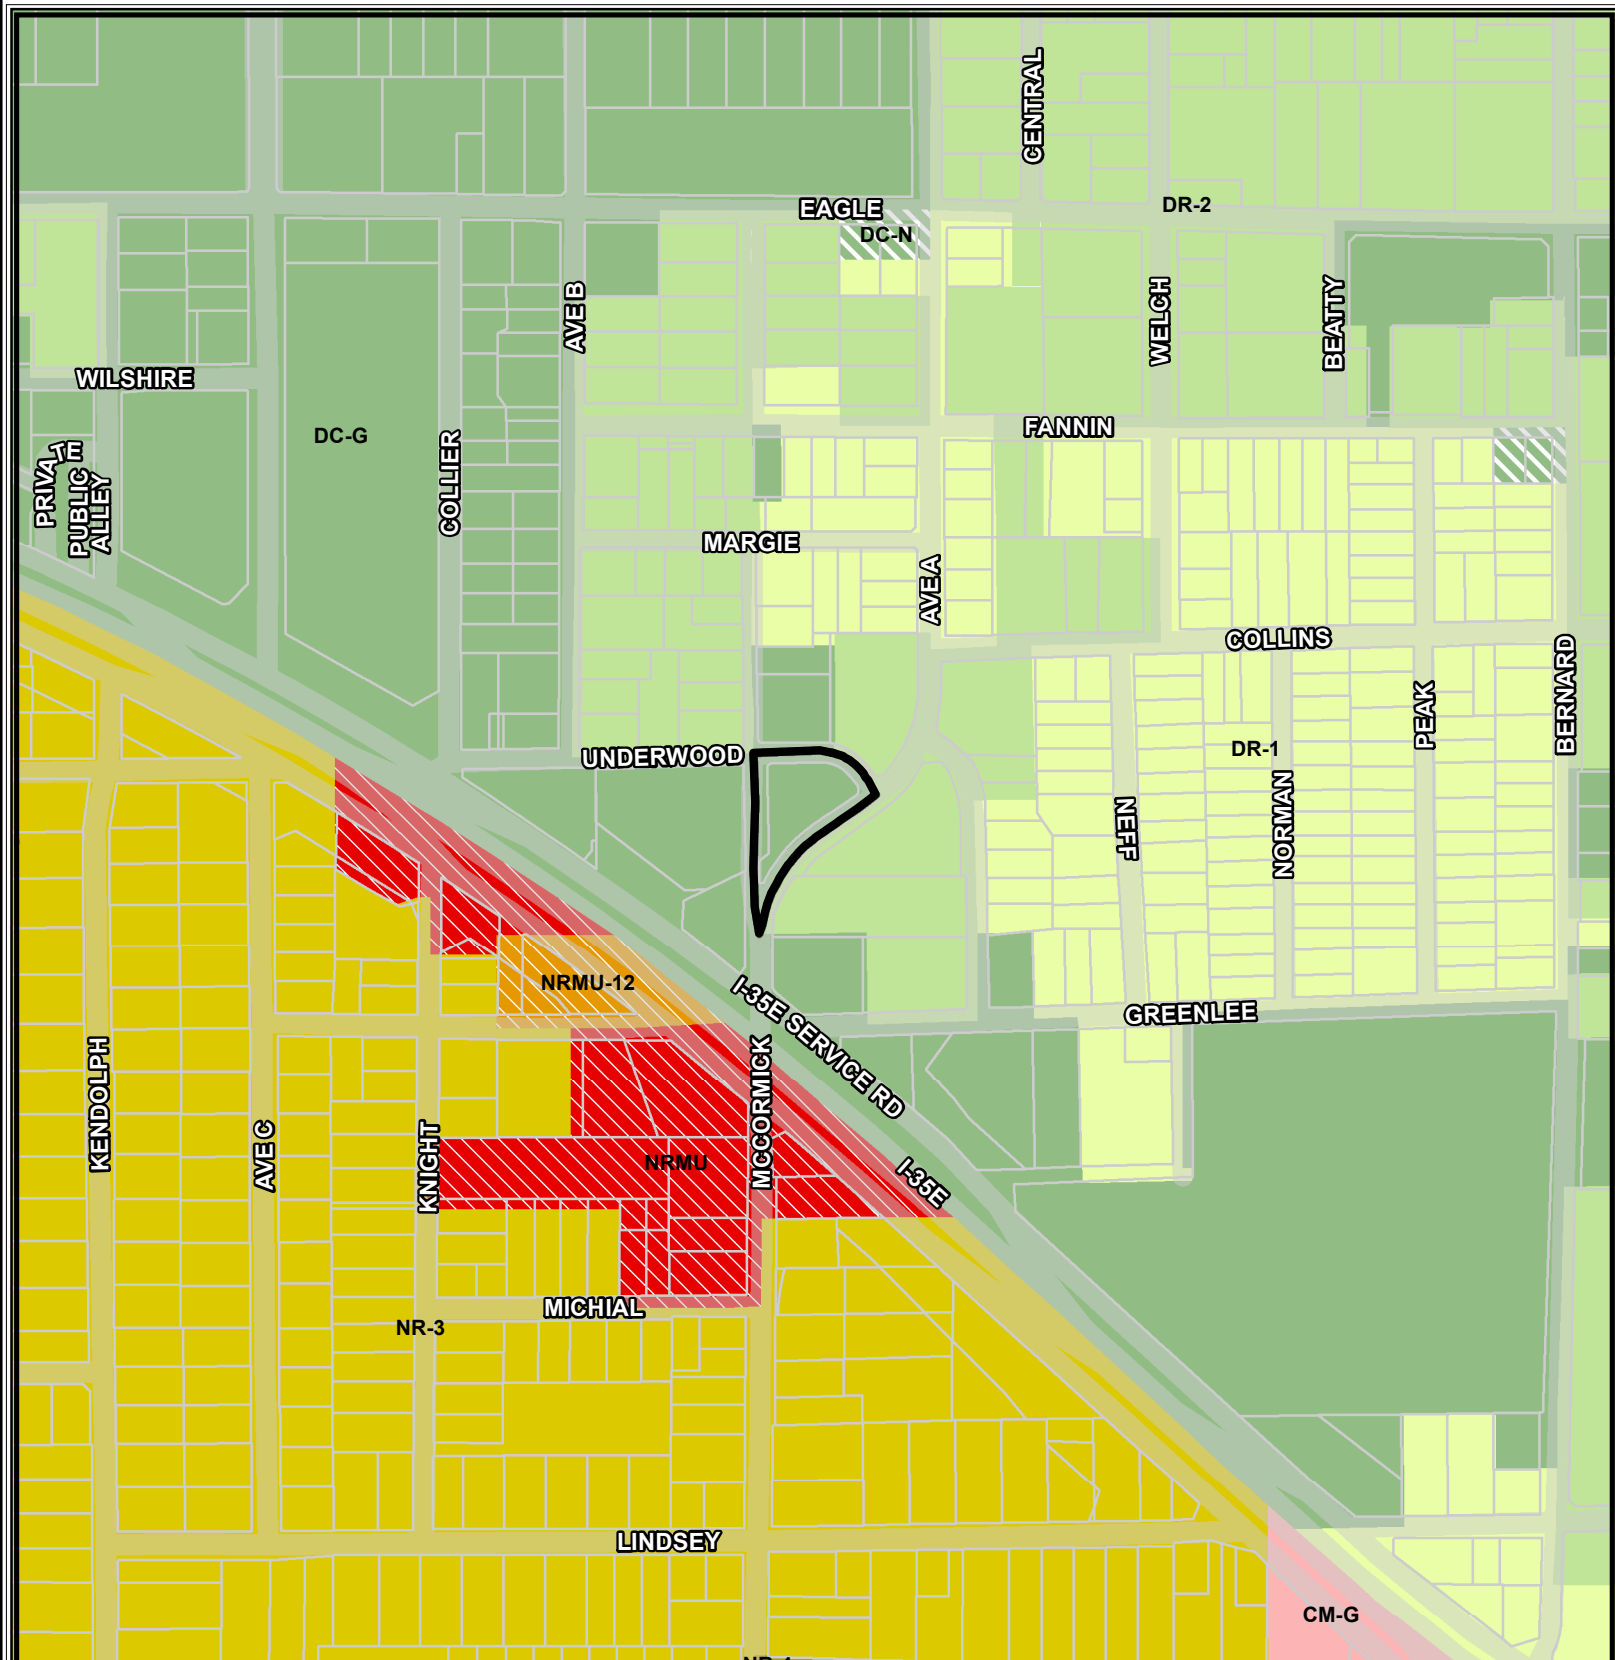 CENTRAL
DR-2
EAGLE
DC-N
AVE B
WELCH
BEATTY
WILSHIRE
DC-G
FANNIN
COLLIER
PRIVATE
PUBLIC
ALLEY
MARGIE
AVE A
COLLINS
BERNARD
PEAK
UNDERWOOD
DR-1
NEFF
NORMAN
NRMU-12
I-35E SERVICE RD
GREENLEE
KENDOLPH
AVE C
KNIGHT
NRMU
MCCORMICK
I-35E
MICHIAL
NR-3
LINDSEY
CM-G